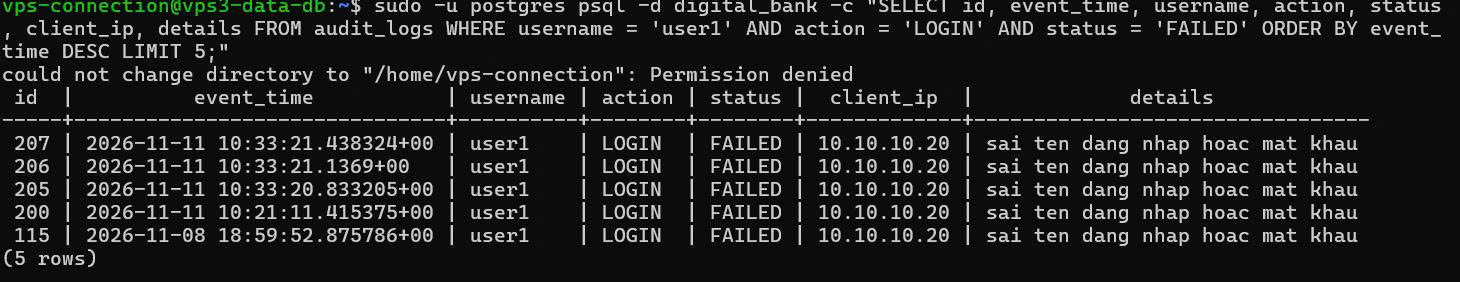 vps-connection@vps3-data-db:~$ sudo -u postgres psql -d digital_bank -c "SELECT id, event_time, username, action, status
, client_ip, details FROM audit_logs WHERE username = 'user1' AND action = 'LOGIN' AND status = 'FAILED' ORDER BY event_
time DESC LIMIT 5;"
could not change directory to "/home/vps-connection": Permission denied
 id  |          event_time           | username | action | status |  client_ip  |             details
-----+-------------------------------+----------+--------+--------+-------------+---------------------------------
 207 | 2026-11-11 10:33:21.438324+00 | user1    | LOGIN  | FAILED | 10.10.10.20 | sai ten dang nhap hoac mat khau
 206 | 2026-11-11 10:33:21.1369+00   | user1    | LOGIN  | FAILED | 10.10.10.20 | sai ten dang nhap hoac mat khau
 205 | 2026-11-11 10:33:20.833205+00 | user1    | LOGIN  | FAILED | 10.10.10.20 | sai ten dang nhap hoac mat khau
 200 | 2026-11-11 10:21:11.415375+00 | user1    | LOGIN  | FAILED | 10.10.10.20 | sai ten dang nhap hoac mat khau
 115 | 2026-11-08 18:59:52.875786+00 | user1    | LOGIN  | FAILED | 10.10.10.20 | sai ten dang nhap hoac mat khau
(5 rows)